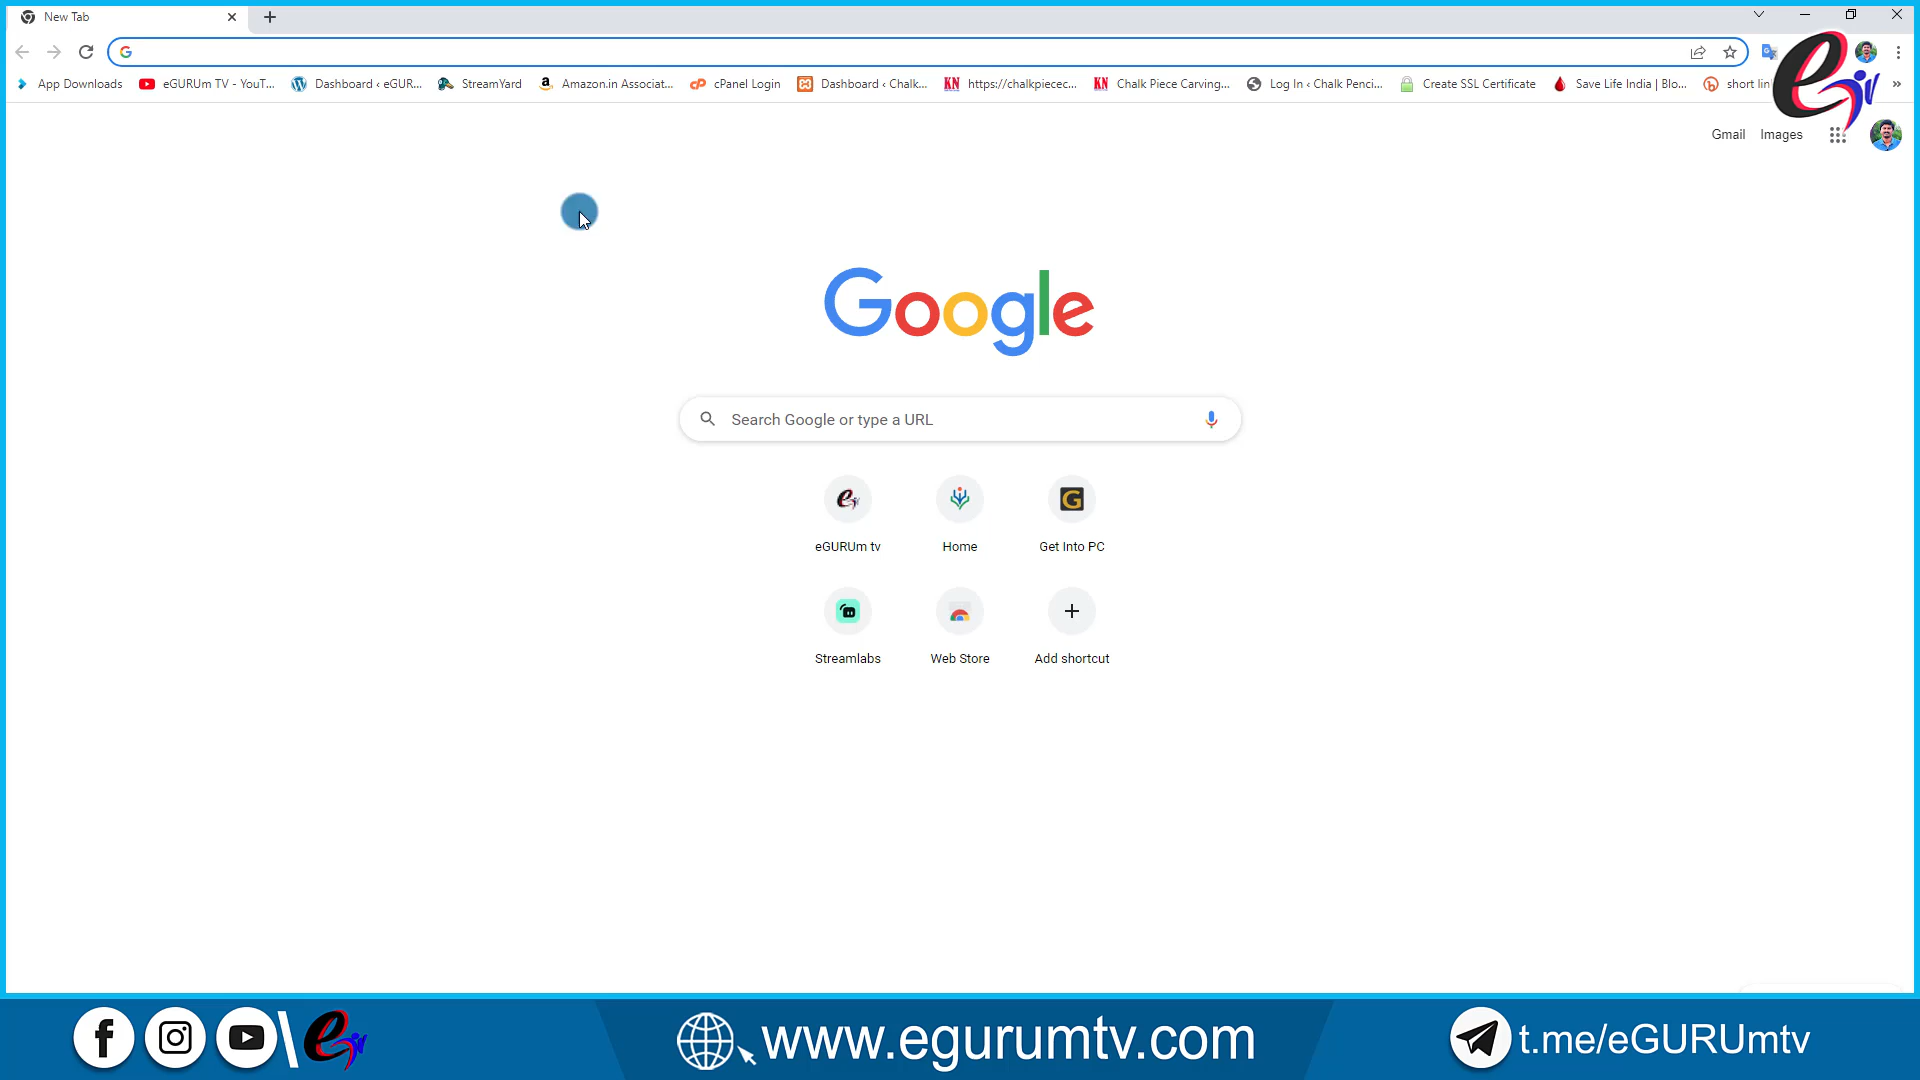 New Tab
App Downloads
eGURUm TV - YouT...
Dashboard ‹ eGUR...
StreamYard
Amazon.in Associat...
cPanel Login
Dashboard ‹ Chalk...
https://chalkpiecec...
Chalk Piece Carving...
Log In ‹ Chalk Penci...
Create SSL Certificate
Save Life India | Blo...
short lin
Gmail
Images
Google
Search Google or type a URL
eGURUm tv
Home
Get Into PC
Streamlabs
Web Store
Add shortcut
www.egurumtv.com
t.me/eGURUmtv